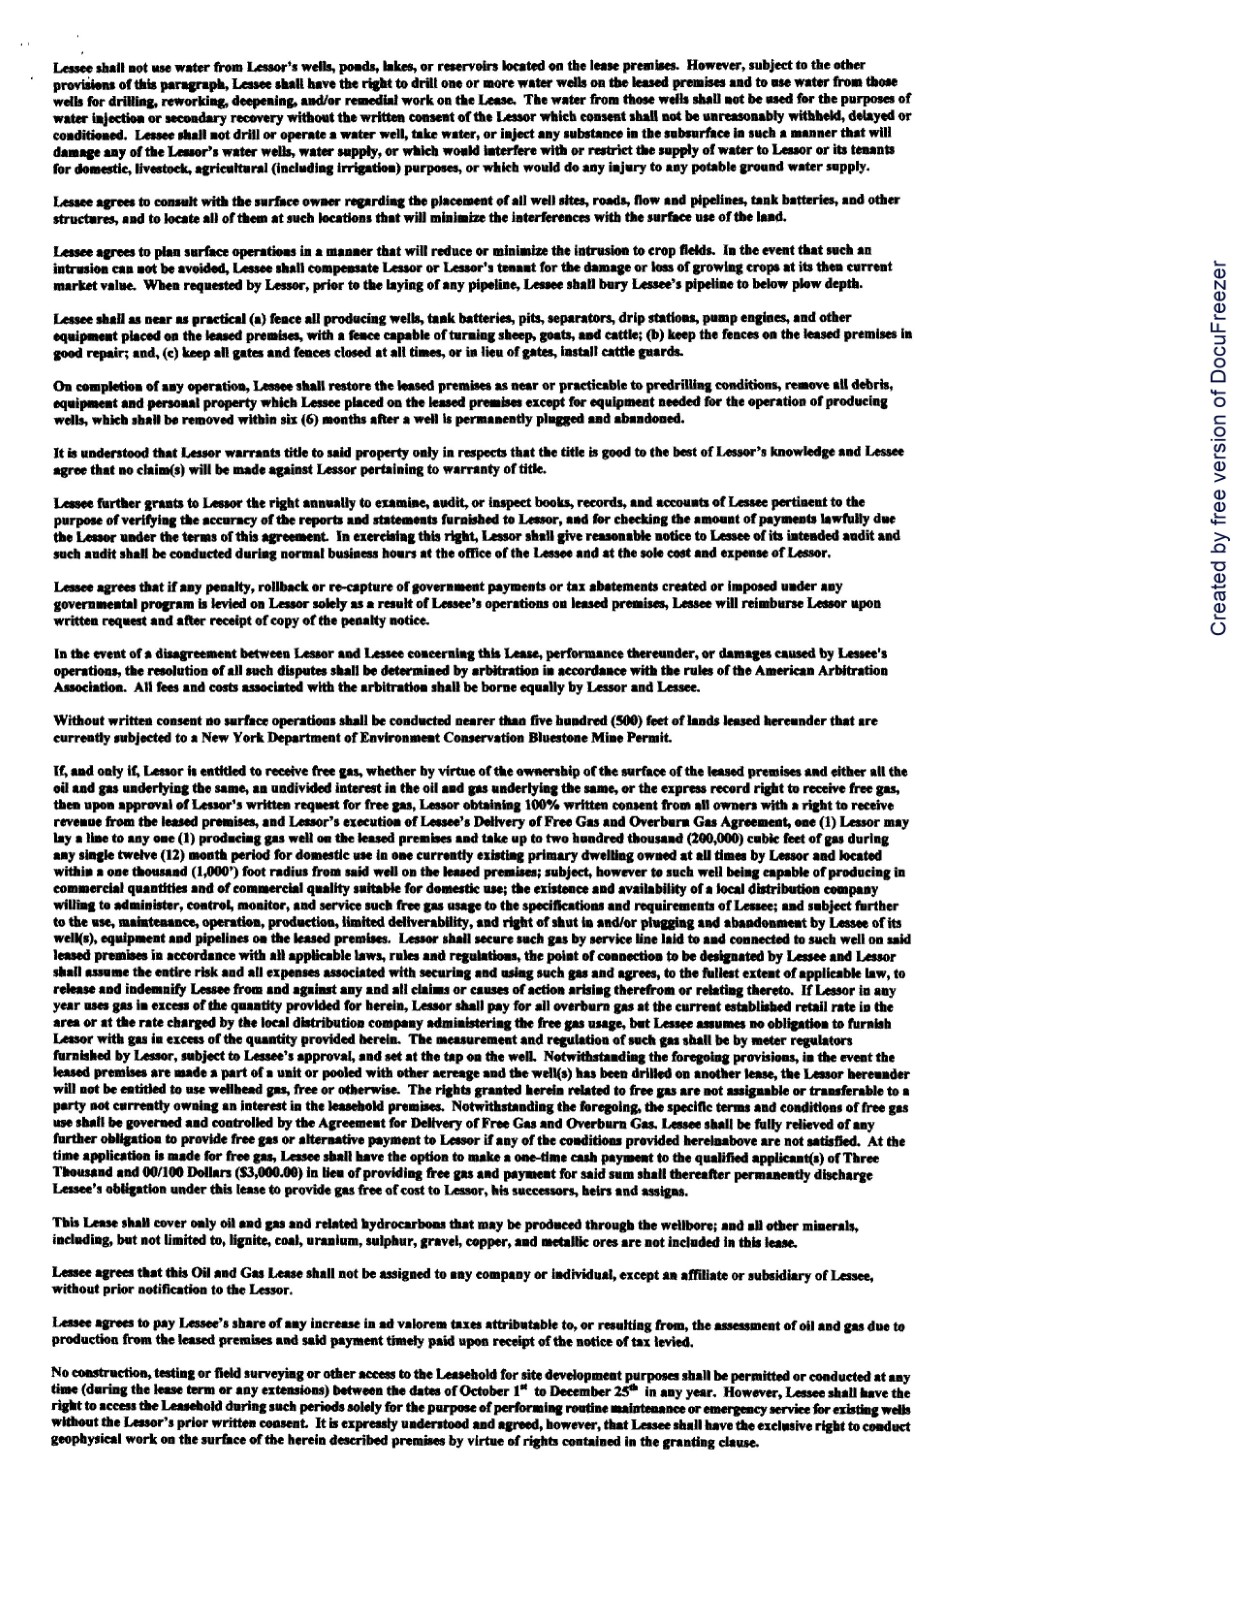 Lessee shall not use water from Lessor's wells, ponds, lakes, or reservoirs located on the lease premises. However, subject to the other
provisions of this paragraph, Lessee shall have the right to drill one or more water wells on the leased premises and to use water from those
wells for drilling, reworking, deepening, and/or remedial work on the Lease. The water from those wells shall not be used for the purposes of
water injection or secondary recovery without the written consent of the Lessor which consent shall not be unreasonably withheld, delayed or
conditioned. Lessee shall not drill or operate a water well, take water, or inject any substance in the subsurface in such a manner that will
damage any of the Lessor's water wells, water supply, or which would interfere with or restrict the supply of water to Lessor or its tenants
for domestic, livestock, agricultural (including irrigation) purposes, or which would do any injury to any potable ground water supply.
Lessee agrees to consult with the surface owner regarding the placement of all well sites, roads, flow and pipelines, tank batteries, and other
structures, and to locate all of them at such locations that will minimize the interferences with the surface use of the land.
Lessee agrees to plan surface operations in a manner that will reduce or minimize the intrusion to crop fields. In the event that such an
intrusion can not be avoided, Lessee shall compensate Lessor or Lessor's tenant for the damage or loss of growing crops at its then current
market value. When requested by Lessor, prior to the laying of any pipeline, Lessee shall bury Lessee's pipeline to below plow depth.
Lessee shall as near as practical (a) fence all producing wells, tank batteries, pits, separators, drip stations, pump engines, and other
equipment placed on the leased premises, with a fence capable of turning sheep, goats, and cattle; (b) keep the fences on the leased premises in
good repair; and, (c) keep all gates and fences closed at all times, or in lieu of gates, install cattle guards.
On completion of any operation, Lessee shall restore the leased premises as near or practicable to predrilling conditions, remove all debris,
equipment and personal property which Lessee placed on the leased premises except for equipment needed for the operation of producing
wells, which shall be removed within six (6) months after a well is permanently plugged and abandoned.
It is understood that Lessor warrants title to said property only in respects that the title is good to the best of Lessor's knowledge and Lessee
agree that no claim(s) will be made against Lessor pertaining to warranty of title.
Lessee further grants to Lessor the right annually to examine, audit, or inspect books, records, and accounts of Lessee pertinent to the
purpose of verifying the accuracy of the reports and statements furnished to Lessor, and for checking the amount of payments lawfully due
the Lessor under the terms of this agreement. In exercising this right, Lessor shall give reasonable notice to Lessee of its intended audit and
such audit shall be conducted during normal business hours at the office of the Lessee and at the sole cost and expense of Lessor.
Lessee agrees that if any penalty, rollback or re-capture of government payments or tax abatements created or imposed under any
governmental program is levied on Lessor solely as a result of Lessee's operations on leased premises, Lessee will reimburse Lessor upon
written request and after receipt of copy of the penalty notice.
In the event of a disagreement between Lessor and Lessee concerning this Lease, performance thereunder, or damages caused by Lessee's
operations, the resolution of all such disputes shall be determined by arbitration in accordance with the rules of the American Arbitration
Association. All fees and costs associated with the arbitration shall be borne equally by Lessor and Lessee.
Without written consent no surface operations shall be conducted nearer than five hundred (500) feet of lands leased hereunder that are
currently subjected to a New York Department of Environment Conservation Bluestone Mine Permit.
If, and only if, Lessor is entitled to receive free gas, whether by virtue of the ownership of the surface of the leased premises and either all the
oil and gas underlying the same, an undivided interest in the oil and gas underlying the same, or the express record right to receive free gas,
then upon approval of Lessor's written request for free gas, Lessor obtaining 100% written consent from all owners with a right to receive
revenue from the leased premises, and Lessor's execution of Lessee's Delivery of Free Gas and Overburn Gas Agreement, one (1) Lessor may
lay a line to any one (1) producing gas well on the leased premises and take up to two hundred thousand (200,000) cubic feet of gas during
any single twelve (12) month period for domestic use in one currently existing primary dwelling owned at all times by Lessor and located
within a one thousand (1,000') foot radius from said well on the leased premises; subject, however to such well being capable of producing in
commercial quantities and of commercial quality suitable for domestic use; the existence and availability of a local distribution company
willing to administer, control, monitor, and service such free gas usage to the specifications and requirements of Lessee; and subject further
to the use, maintenance, operation, production, limited deliverability, and right of shut in and/or plugging and abandonment by Lessee of its
well(s), equipment and pipelines on the leased premises. Lessor shall secure such gas by service line laid to and connected to such well on said
leased premises in accordance with all applicable laws, rules and regulations, the point of connection to be designated by Lessee and Lessor
shall assume the entire risk and all expenses associated with securing and using such gas and agrees, to the fullest extent of applicable law, to
release and indemnify Lessee from and against any and all claims or causes of action arising therefrom or relating thereto. If Lessor in any
year uses gas in excess of the quantity provided for herein, Lessor shall pay for all overburn gas at the current established retail rate in the
area or at the rate charged by the local distribution company administering the free gas usage, but Lessee assumes no obligation to furnish
Lessor with gas in excess of the quantity provided herein. The measurement and regulation of such gas shall be by meter regulators
furnished by Lessor, subject to Lessee's approval, and set at the tap on the well. Notwithstanding the foregoing provisions, in the event the
leased premises are made a part of a unit or pooled with other acreage and the well(s) has been drilled on another lease, the Lessor hereunder
will not be entitled to use wellhead gas, free or otherwise. The rights granted herein related to free gas are not assignable or transferable to a
party not currently owning an interest in the leasehold premises. Notwithstanding the foregoing, the specific terms and conditions of free gas
use shall be governed and controlled by the Agreement for Delivery of Free Gas and Overburn Gas. Lessee shall be fully relieved of any
further obligation to provide free gas or alternative payment to Lessor if any of the conditions provided hereinabove are not satisfied. At the
time application is made for free gas, Lessee shall have the option to make a one-time cash payment to the qualified applicant(s) of Three
Thousand and 00/100 Dollars ($3,000.00) in lieu of providing free gas and payment for said sum shall thereafter permanently discharge
Lessee's obligation under this lease to provide gas free of cost to Lessor, his successors, heirs and assigns.
This Lease shall cover only oil and gas and related hydrocarbons that may be produced through the wellbore; and all other minerals,
including, but not limited to, lignite, coal, uranium, sulphur, gravel, copper, and metallic ores are not included in this lease.
Lessee agrees that this Oil and Gas Lease shall not be assigned to any company or individual, except an affiliate or subsidiary of Lessee,
without prior notification to the Lessor.
Lessee agrees to pay Lessee's share of any increase in ad valorem taxes attributable to, or resulting from, the assessment of oil and gas due to
production from the leased premises and said payment timely paid upon receipt of the notice of tax levied.
No construction, testing or field surveying or other access to the Leasehold for site development purposes shall be permitted or conducted at any
time (during the lease term or any extensions) between the dates of October 1st to December 25th in any year. However, Lessee shall have the
right to access the Leasehold during such periods solely for the purpose of performing routine maintenance or emergency service for existing wells
without the Lessor's prior written consent. It is expressly understood and agreed, however, that Lessee shall have the exclusive right to conduct
geophysical work on the surface of the herein described premises by virtue of rights contained in the granting clause.
Created by free version of DocuFreezer